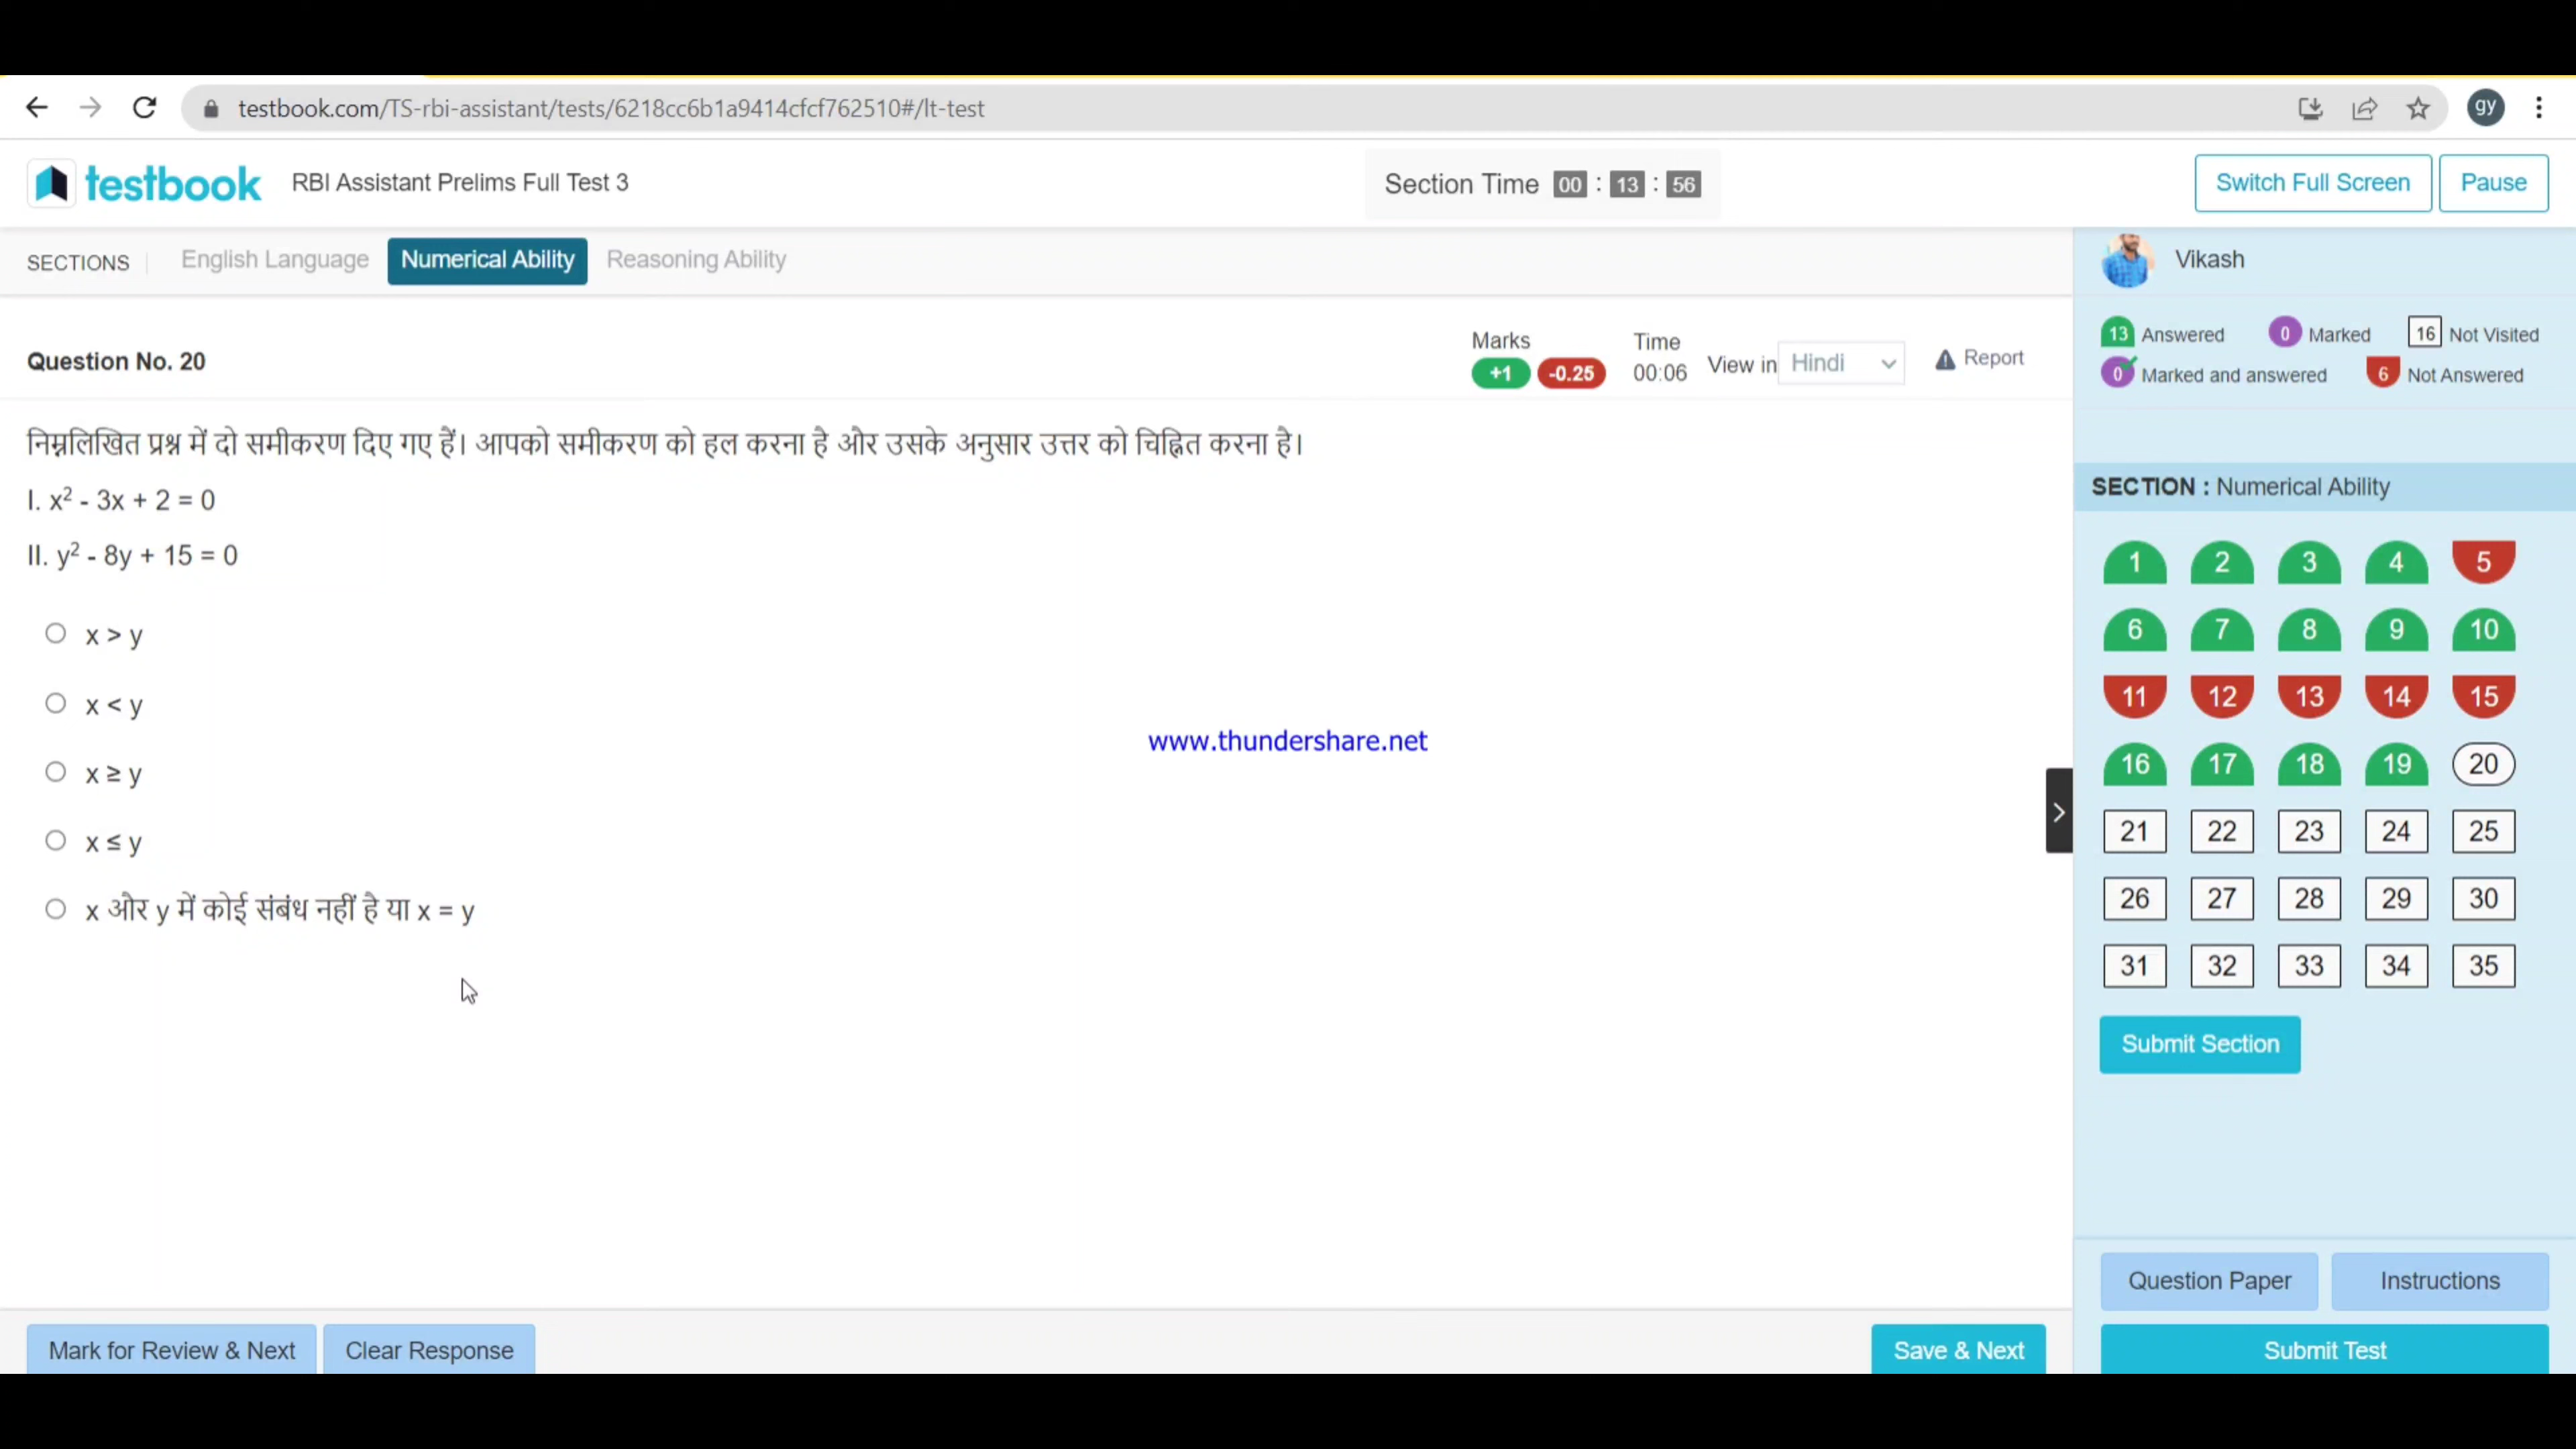 testbook.com/TS-rbi-assistant/tests/6218cc6b1a9414cfcf762510#/lt-test
gy
testbook RBI Assistant Prelims Full Test 3
Section Time 00 : 13 : 56
Switch Full Screen Pause
SECTIONS English Language Numerical Ability Reasoning Ability
Vikash
Question No. 20
Marks
+1 -0.25
Time
00:06
View in Hindi
Report
13 Answered 0 Marked 16 Not Visited
0 Marked and answered 6 Not Answered
निम्नलिखित प्रश्न में दो समीकरण दिए गए हैं। आपको समीकरण को हल करना है और उसके अनुसार उत्तर को चिह्नित करना है।
I. x² - 3x + 2 = 0
II. y² - 8y + 15 = 0
x > y
x < y
x ≥ y
x ≤ y
x और y में कोई संबंध नहीं है या x = y
www.thundershare.net
SECTION : Numerical Ability
1 2 3 4 5
6 7 8 9 10
11 12 13 14 15
16 17 18 19 20
21 22 23 24 25
26 27 28 29 30
31 32 33 34 35
Submit Section
Question Paper Instructions
Mark for Review & Next Clear Response Save & Next Submit Test